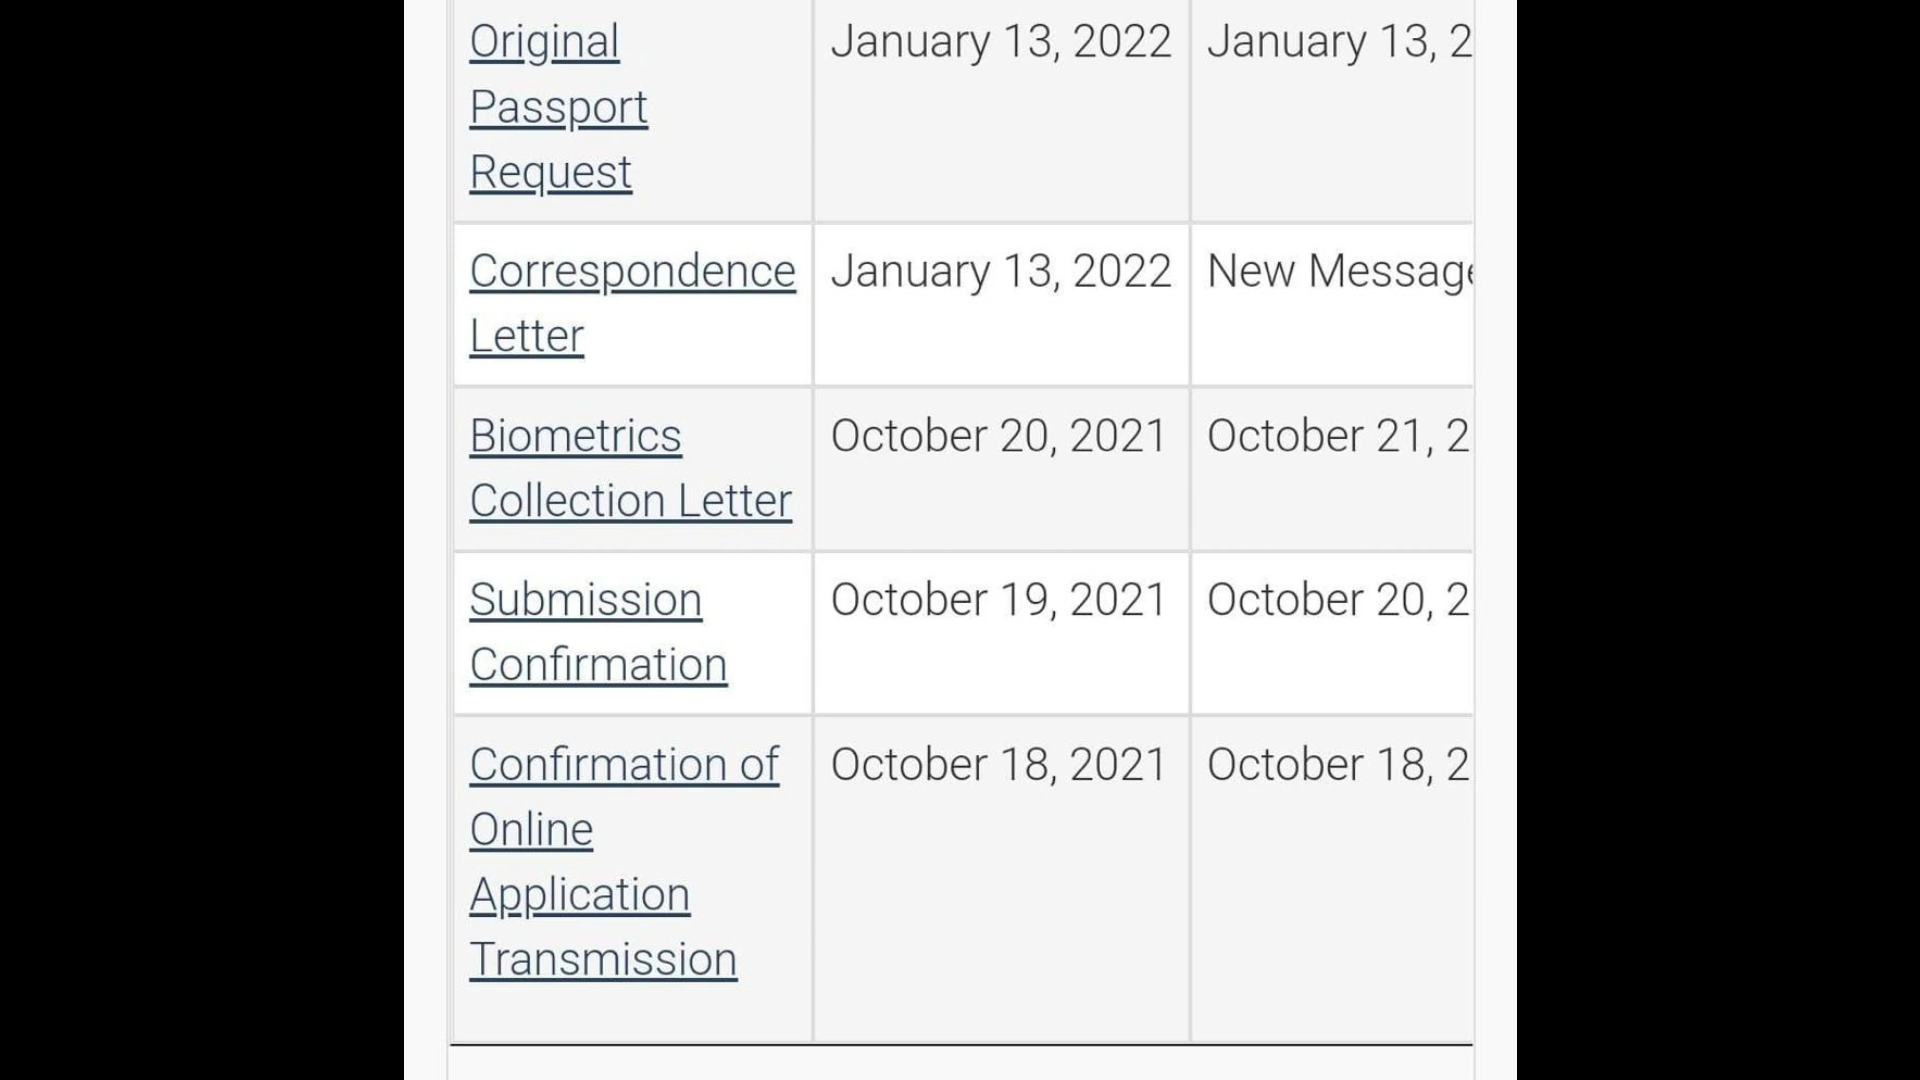 Original January 13, 2022 January 13, 2
Passport
Request
Correspondence January 13, 2022 New Message
Letter
Biometrics October 20, 2021 October 21, 2
Collection Letter
Submission October 19, 2021 October 20, 2
Confirmation
Confirmation of October 18, 2021 October 18, 2
Online
Application
Transmission